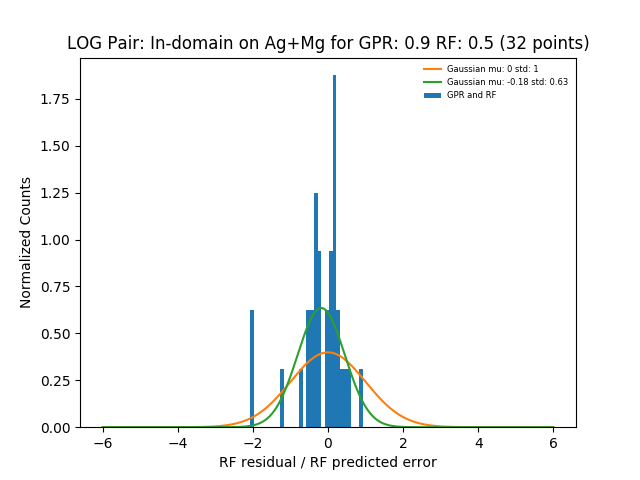 LOG Pair: In-domain on Ag+Mg for GPR: 0.9 RF: 0.5 (32 points)
Gaussian mu: 0 std: 1
Gaussian mu: -0.18 std: 0.63
GPR and RF
Normalized Counts
1.75
1.50
1.25
1.00
0.75
0.50
0.25
0.00
−6 −4 −2 0 2 4 6
RF residual / RF predicted error